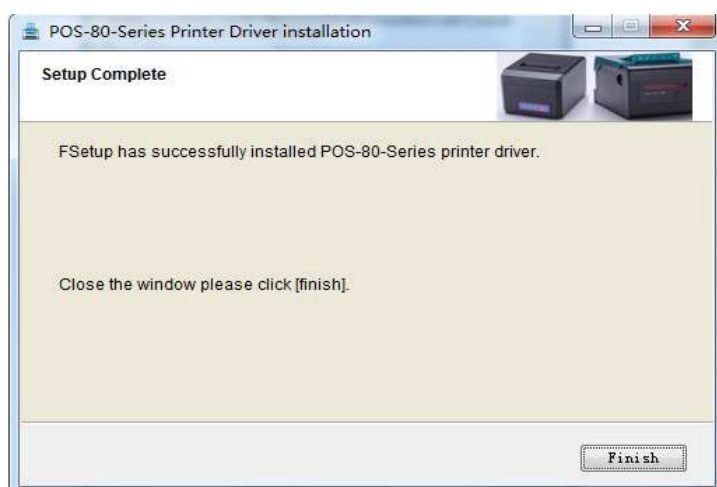 POS-80-Series Printer Driver installation
Setup Complete
FSetup has successfully installed POS-80-Series printer driver.
Close the window please click [finish].
Finish